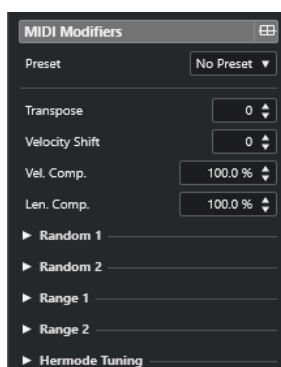 MIDI Modifiers
Preset No Preset
Transpose 0
Velocity Shift 0
Vel. Comp. 100.0 %
Len. Comp. 100.0 %
Random 1
Random 2
Range 1
Range 2
Hermode Tuning